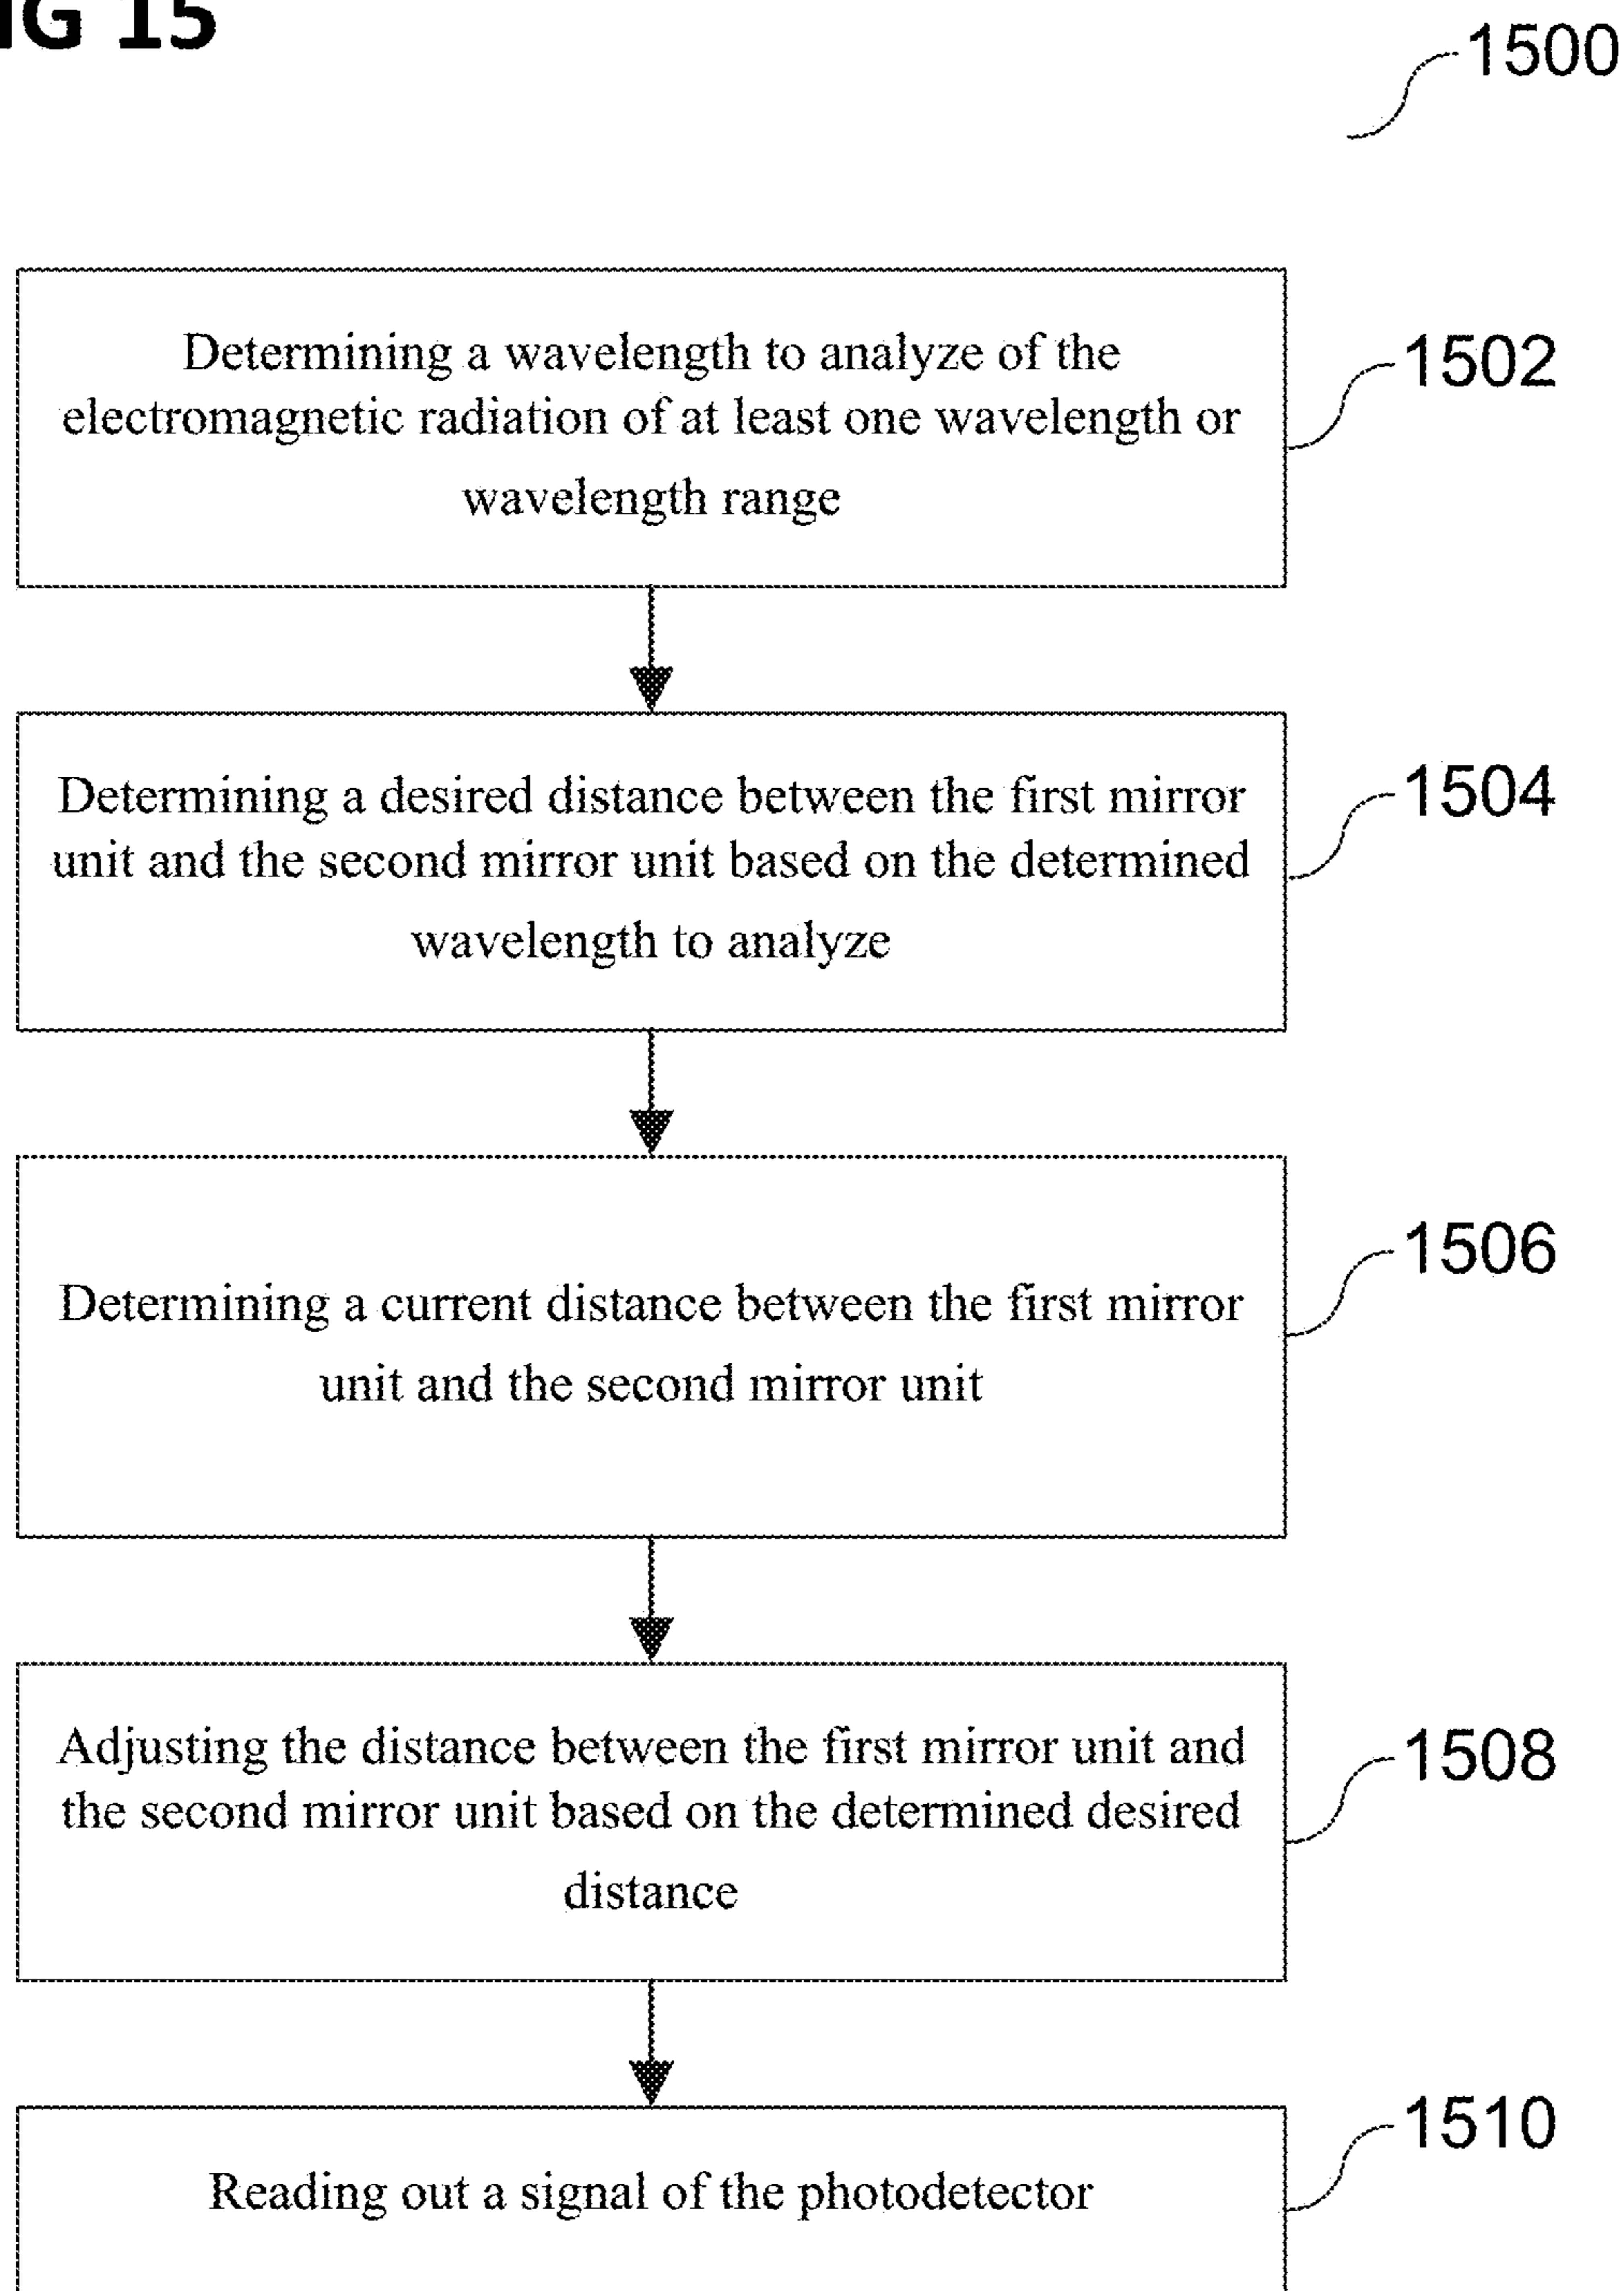 IG 15
1500
Determining a wavelength to analyze of the
electromagnetic radiation of at least one wavelength or
wavelength range
1502
Determining a desired distance between the first mirror
unit and the second mirror unit based on the determined
wavelength to analyze
1504
Determining a current distance between the first mirror
unit and the second mirror unit
1506
Adjusting the distance between the first mirror unit and
the second mirror unit based on the determined desired
distance
1508
Reading out a signal of the photodetector
1510